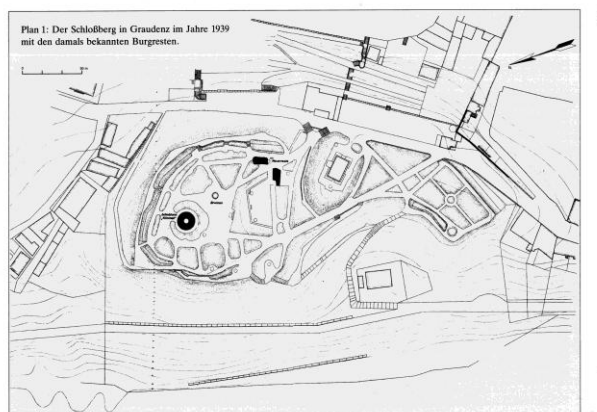 Plan 1: Der Schloßberg in Graudenz im Jahre 1939
mit den damals bekannten Burgresten.